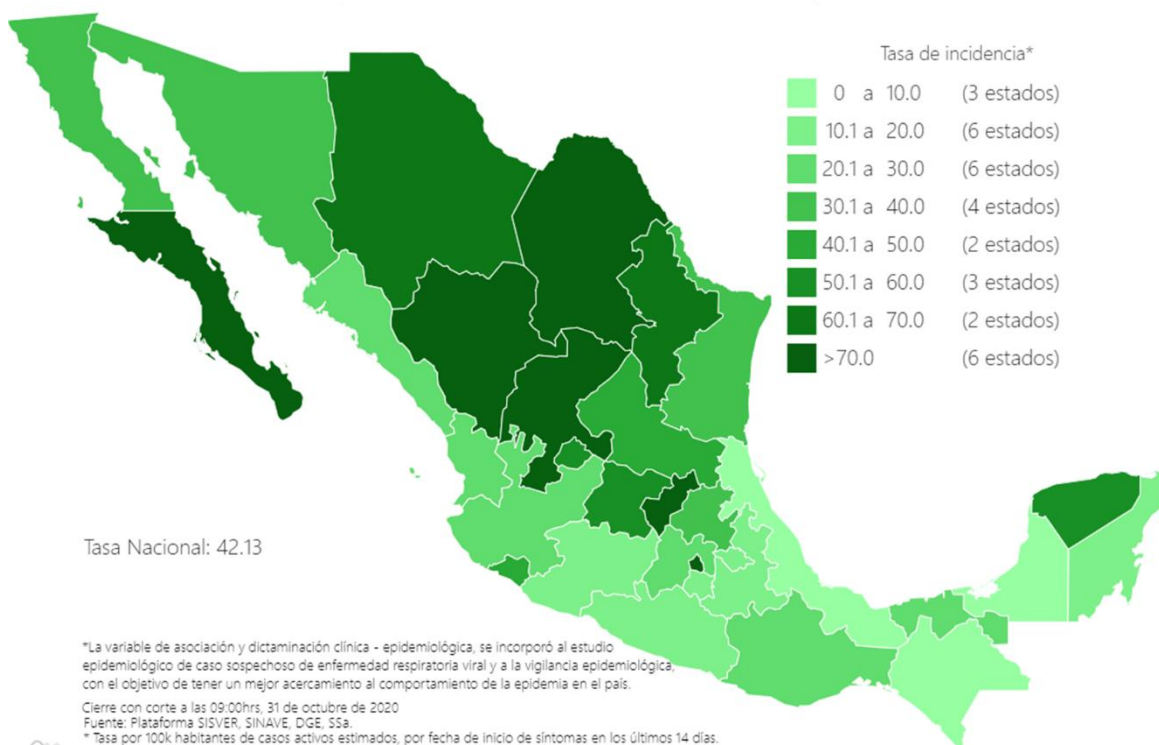 Tasa de incidencia*
0 a 10.0 (3 estados)
10.1 a 20.0 (6 estados)
20.1 a 30.0 (6 estados)
30.1 a 40.0 (4 estados)
40.1 a 50.0 (2 estados)
50.1 a 60.0 (3 estados)
60.1 a 70.0 (2 estados)
>70.0 (6 estados)
Tasa Nacional: 42.13
*La variable de asociación y dictaminación clínica - epidemiológica, se incorporó al estudio
epidemiológico de caso sospechoso de enfermedad respiratoria viral y a la vigilancia epidemiológica,
con el objetivo de tener un mejor acercamiento al comportamiento de la epidemia en el país.
Cierre con corte a las 09:00hrs, 31 de octubre de 2020
Fuente: Plataforma SISVER, SINAVE, DGE, SSa.
* Tasa por 100k habitantes de casos activos estimados, por fecha de inicio de síntomas en los últimos 14 días.